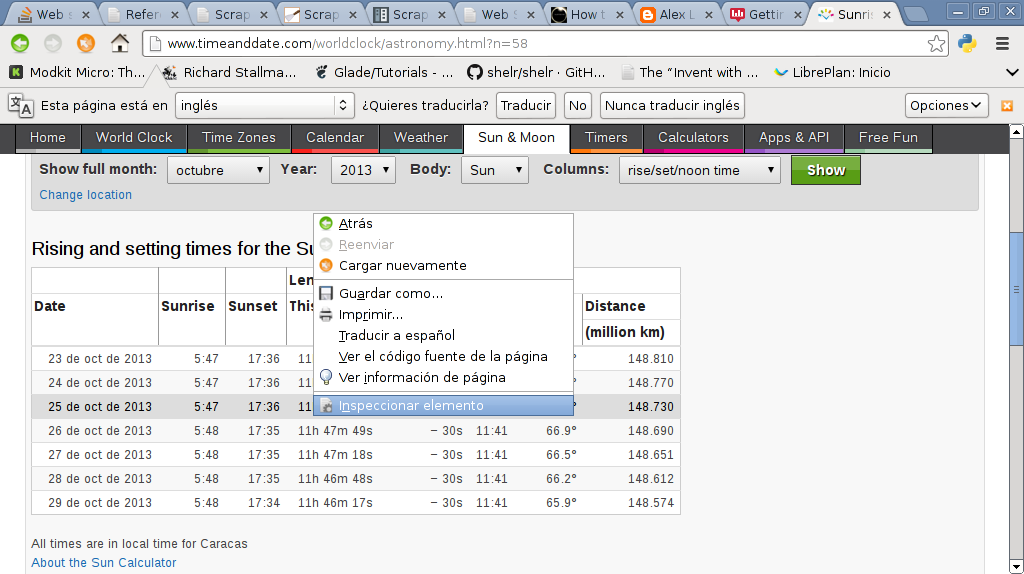 Web s
Refere
Scrap
Scrap
Scrap
Web S
How t
Alex L
Gettin
Sunris
www.timeanddate.com/worldclock/astronomy.html?n=58
Modkit Micro: Th...
Richard Stallma...
Glade/Tutorials - ...
shelr/shelr · GitH...
The “Invent with ...
LibrePlan: Inicio
Esta página está en inglés ¿Quieres traducirla? Traducir No Nunca traducir inglés Opciones
Home World Clock Time Zones Calendar Weather Sun & Moon Timers Calculators Apps & API Free Fun
Show full month: octubre Year: 2013 Body: Sun Columns: rise/set/noon time Show
Change location
Rising and setting times for the Su
Atrás
Reenviar
Cargar nuevamente
Guardar como...
Imprimir...
Traducir a español
Ver el código fuente de la página
Ver información de página
Inspeccionar elemento
Len
Date Sunrise Sunset This Distance
(million km)
23 de oct de 2013 5:47 17:36 11 ° 148.810
24 de oct de 2013 5:47 17:36 11 ° 148.770
25 de oct de 2013 5:47 17:36 11 ° 148.730
26 de oct de 2013 5:48 17:35 11h 47m 49s − 30s 11:41 66.9° 148.690
27 de oct de 2013 5:48 17:35 11h 47m 18s − 30s 11:41 66.5° 148.651
28 de oct de 2013 5:48 17:35 11h 46m 48s − 30s 11:41 66.2° 148.612
29 de oct de 2013 5:48 17:34 11h 46m 17s − 30s 11:41 65.9° 148.574
All times are in local time for Caracas
About the Sun Calculator